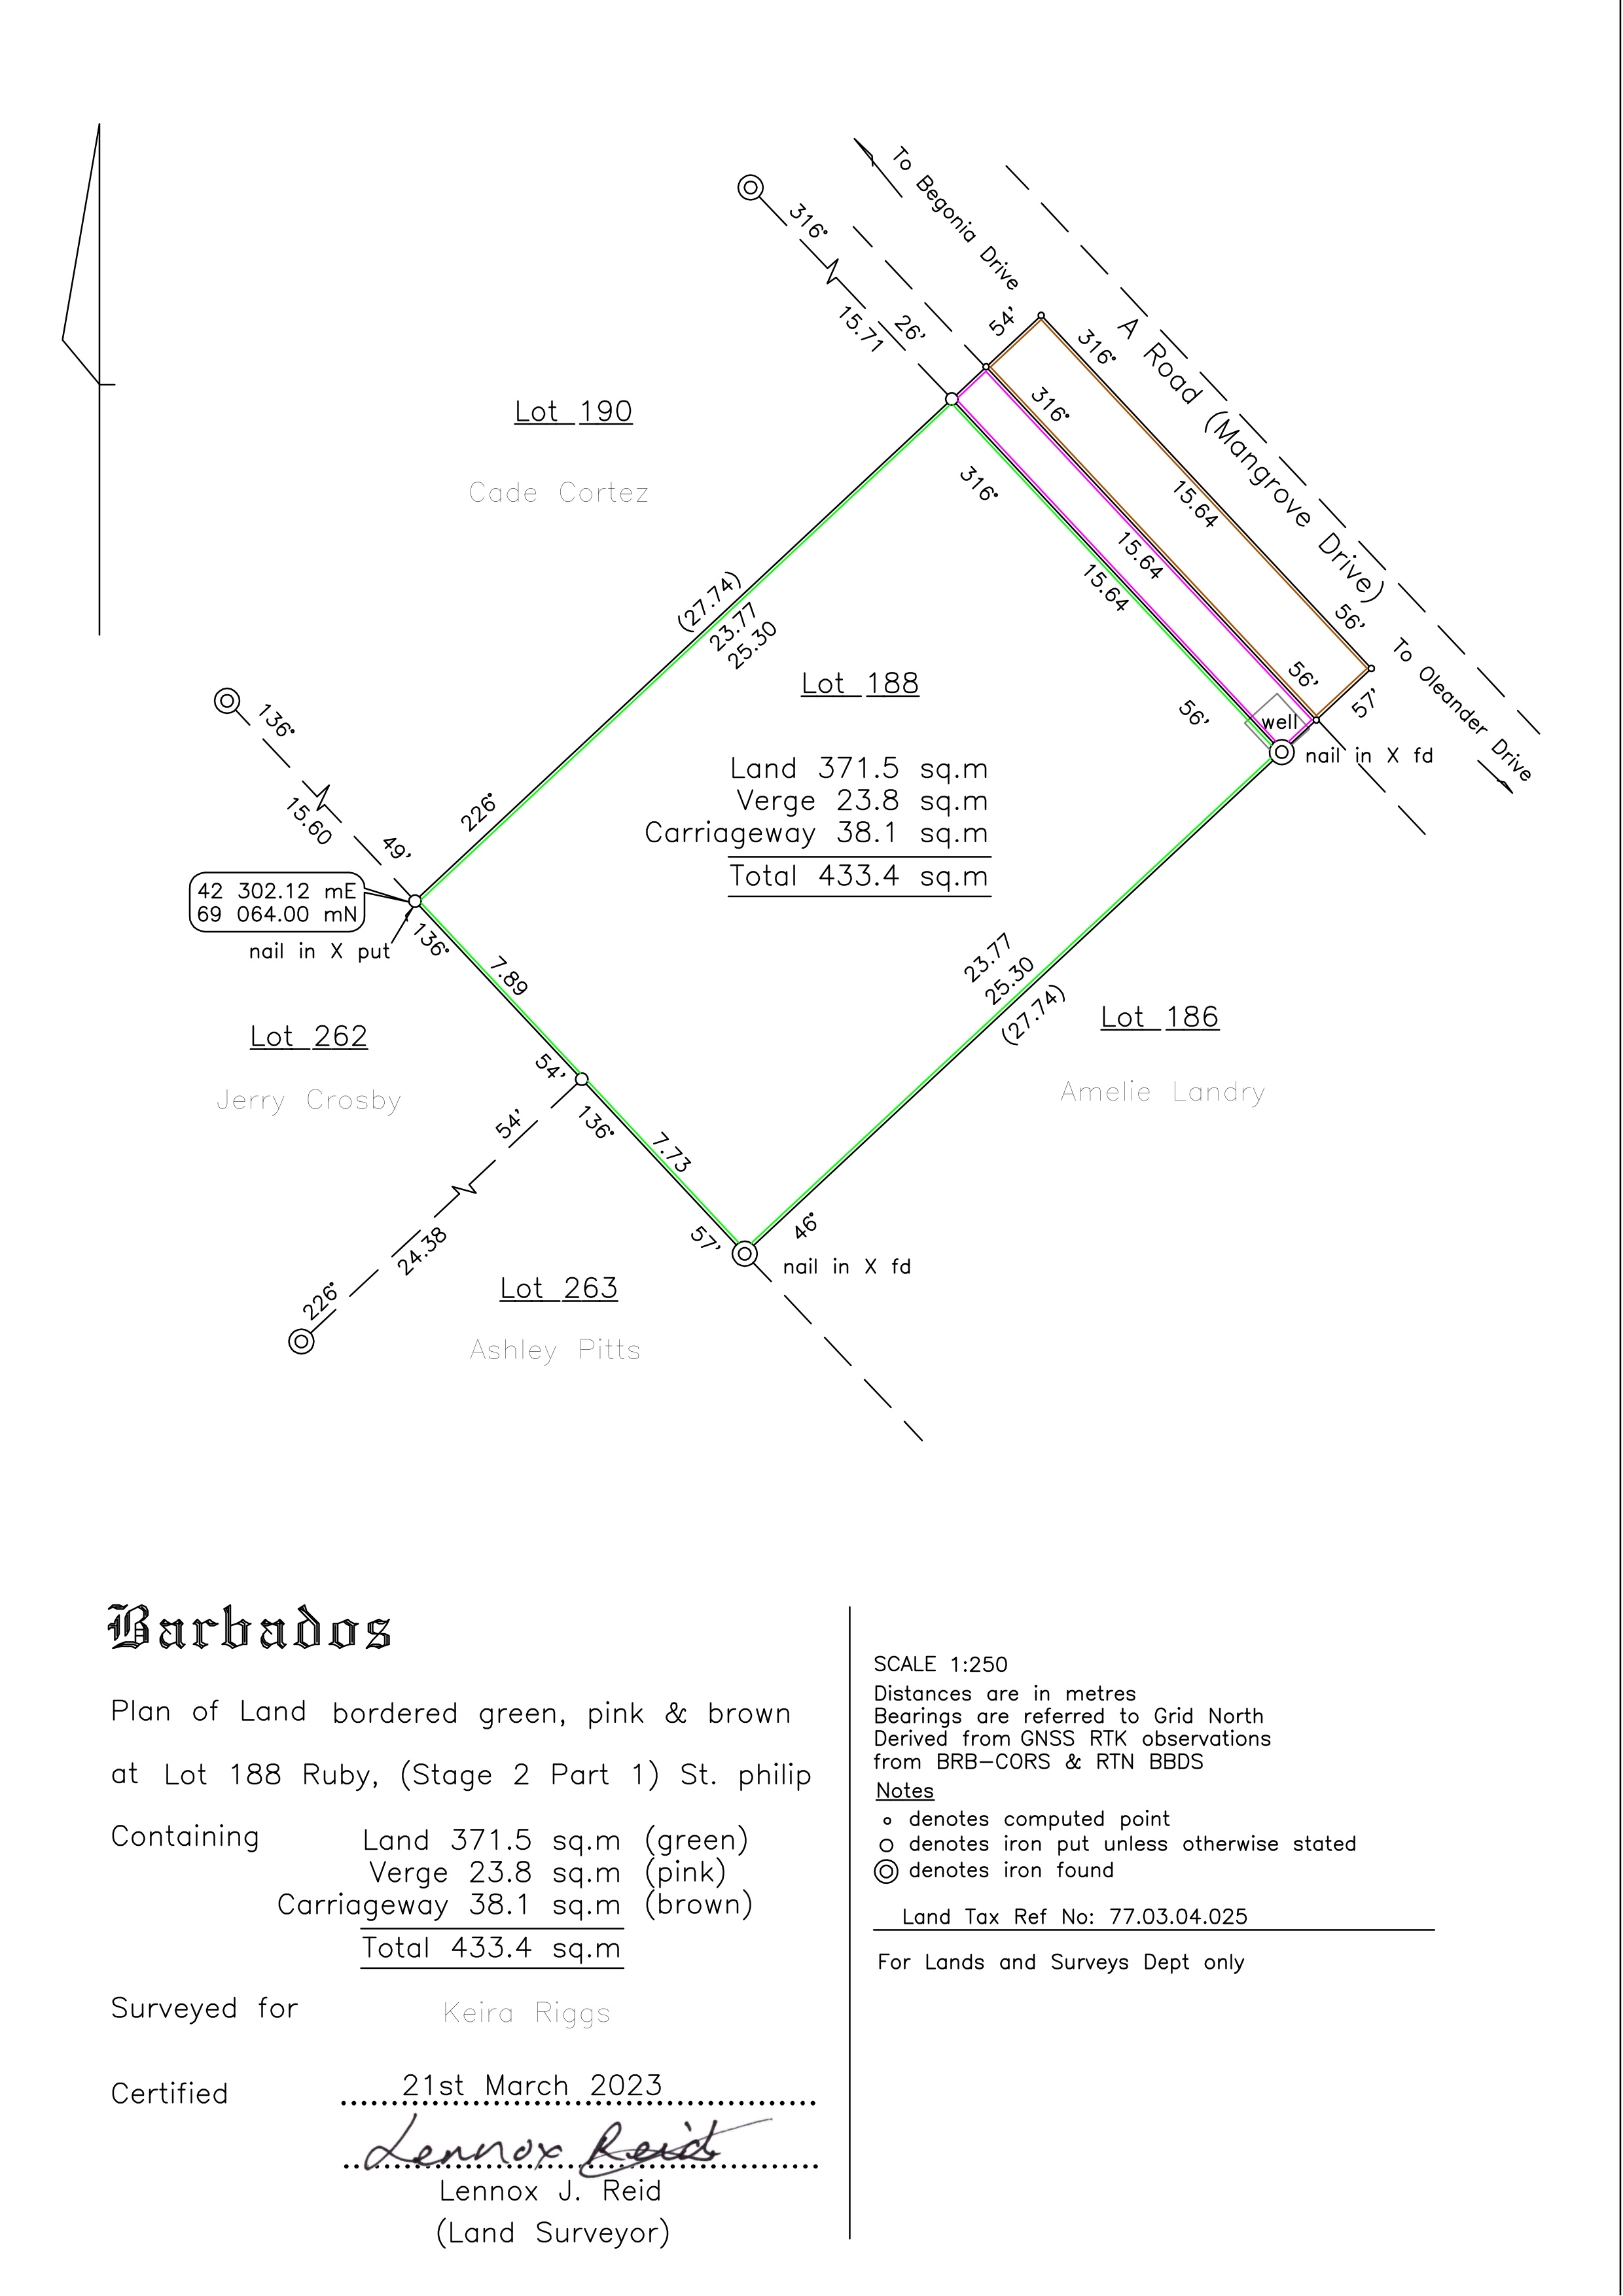 To Begonia Drive
316°
15.71
26'
54'
316°
A Road (Mangrove Drive)
316°
15.64
316°
15.64
15.64
56'
56'
56'
57'
To Oleander Drive
well
nail in X fd
Lot 190
Cade Cortez
(27.74)
23.77
25.30
226°
Lot 188
Land 371.5 sq.m
Verge 23.8 sq.m
Carriageway 38.1 sq.m
Total 433.4 sq.m
136°
15.60
49'
42 302.12 mE
69 064.00 mN
nail in X put
136°
7.89
54'
Lot 262
Jerry Crosby
23.77
25.30
(27.74)
Lot 186
Amelie Landry
54'
24.38
226°
136°
7.73
57'
46°
nail in X fd
Lot 263
Ashley Pitts
Barbados
Plan of Land bordered green, pink & brown
at Lot 188 Ruby, (Stage 2 Part 1) St. philip
Containing Land 371.5 sq.m (green)
Verge 23.8 sq.m (pink)
Carriageway 38.1 sq.m (brown)
Total 433.4 sq.m
Surveyed for Keira Riggs
Certified 21st March 2023
Lennox Reid
Lennox J. Reid
(Land Surveyor)
SCALE 1:250
Distances are in metres
Bearings are referred to Grid North
Derived from GNSS RTK observations
from BRB-CORS & RTN BBDS
Notes
denotes computed point
denotes iron put unless otherwise stated
denotes iron found
Land Tax Ref No: 77.03.04.025
For Lands and Surveys Dept only